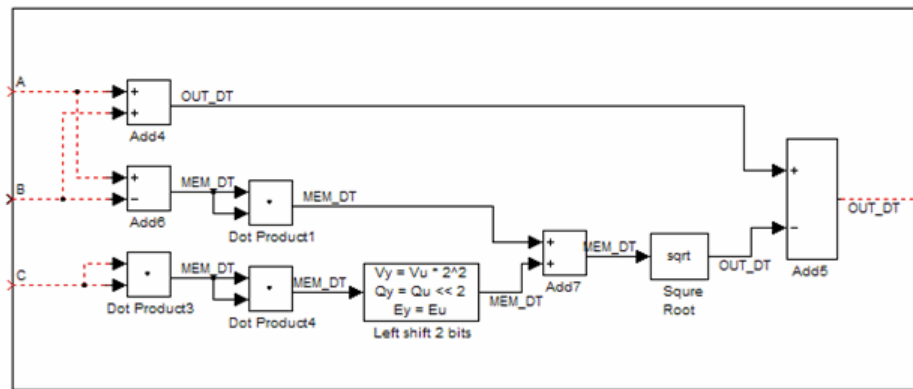 A
+
+
OUT_DT
Add4
B
+
−
MEM_DT
Add6
MEM_DT
Dot Product1
+
−
OUT_DT
Add5
C
MEM_DT
Dot Product3
MEM_DT
Dot Product4
Vy = Vu * 2^2
Qy = Qu << 2
Ey = Eu
Left shift 2 bits
MEM_DT
+
+
MEM_DT
Add7
sqrt
OUT_DT
Squre
Root